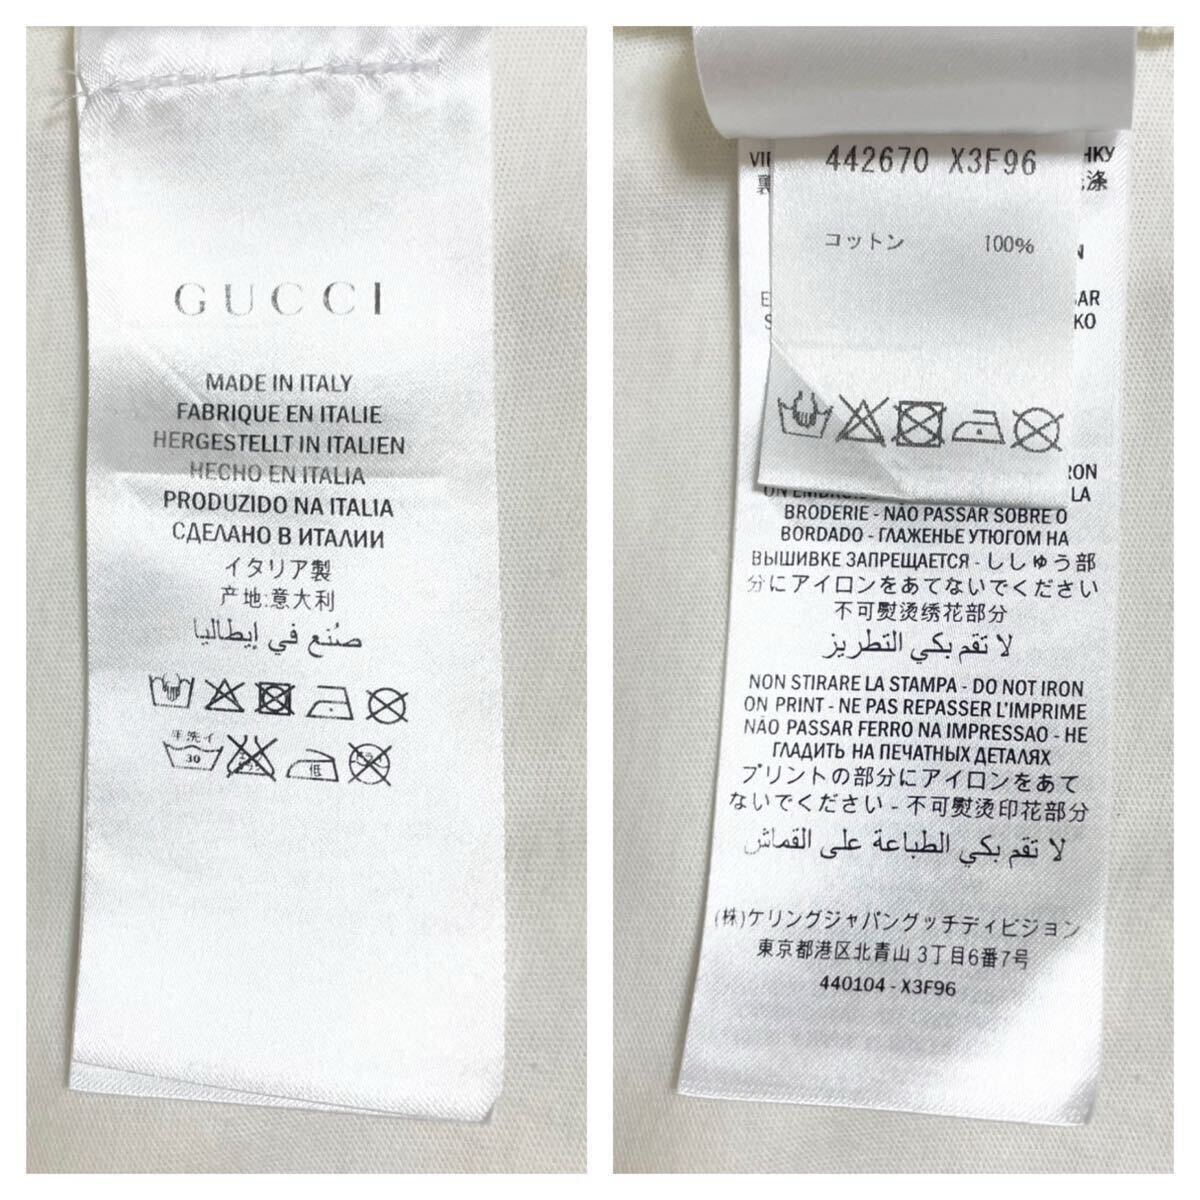 GUCCI
MADE IN ITALY
FABRIQUE EN ITALIE
HERGESTELLT IN ITALIEN
HECHO EN ITALIA
PRODUZIDO NA ITALIA
СДЕЛАНО В ИТАЛИИ
イタリア製
产地:意大利
صُنع في إيطاليا
手洗イ
30
低
442670 X3F96
コットン 100%
BRODERIE - NÃO PASSAR SOBRE O
BORDADO - ГЛАЖЕНЬЕ УТЮГОМ НА
ВЫШИВКЕ ЗАПРЕЩАЕТСЯ - ししゅう部
分にアイロンをあてないでください
不可熨烫绣花部分
لا تقم بكي التطريز
NON STIRARE LA STAMPA - DO NOT IRON
ON PRINT - NE PAS REPASSER L'IMPRIME
NÃO PASSAR FERRO NA IMPRESSAO - НЕ
ГЛАДИТЬ НА ПЕЧАТНЫХ ДЕТАЛЯХ
プリントの部分にアイロンをあて
ないでください - 不可熨烫印花部分
لا تقم بكي الطباعة على القماش
(株)ケリングジャパングッチディビジョン
東京都港区北青山 3丁目6番7号
440104 - X3F96